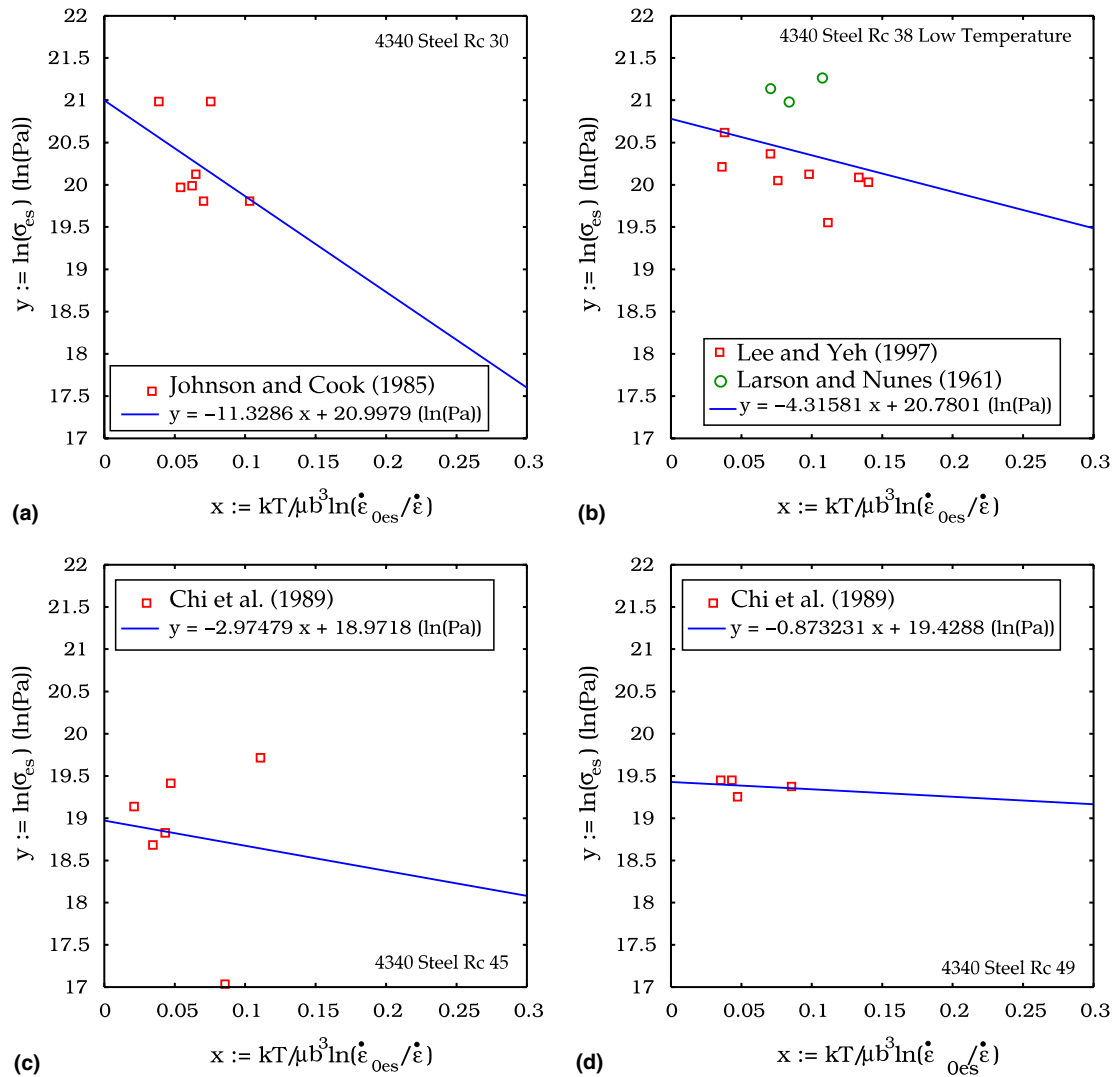 4340 Steel Rc 30
22
21.5
21
20.5
20
19.5
19
18.5
18
17.5
17
y := ln(σ_es) (ln(Pa))
Johnson and Cook (1985)
y = −11.3286 x + 20.9979 (ln(Pa))
0 0.05 0.1 0.15 0.2 0.25 0.3
x := kT/μb³ln(ε̇_0es/ε̇)
(a)
4340 Steel Rc 38 Low Temperature
22
21.5
21
20.5
20
19.5
19
18.5
18
17.5
17
y := ln(σ_es) (ln(Pa))
Lee and Yeh (1997)
Larson and Nunes (1961)
y = −4.31581 x + 20.7801 (ln(Pa))
0 0.05 0.1 0.15 0.2 0.25 0.3
x := kT/μb³ln(ε̇_0es/ε̇)
(b)
22
21.5
21
20.5
20
19.5
19
18.5
18
17.5
17
y := ln(σ_es) (ln(Pa))
Chi et al. (1989)
y = −2.97479 x + 18.9718 (ln(Pa))
4340 Steel Rc 45
0 0.05 0.1 0.15 0.2 0.25 0.3
x := kT/μb³ln(ε̇_0es/ε̇)
(c)
22
21.5
21
20.5
20
19.5
19
18.5
18
17.5
17
y := ln(σ_es) (ln(Pa))
Chi et al. (1989)
y = −0.873231 x + 19.4288 (ln(Pa))
4340 Steel Rc 49
0 0.05 0.1 0.15 0.2 0.25 0.3
x := kT/μb³ln(ε̇_0es/ε̇)
(d)